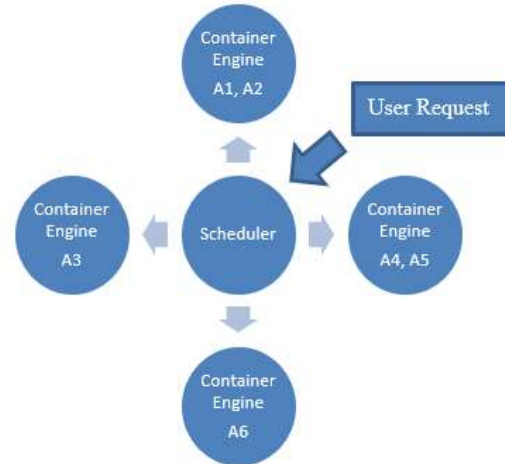 Container
Engine
A1, A2
User Request
Container
Engine
A3
Scheduler
Container
Engine
A4, A5
Container
Engine
A6